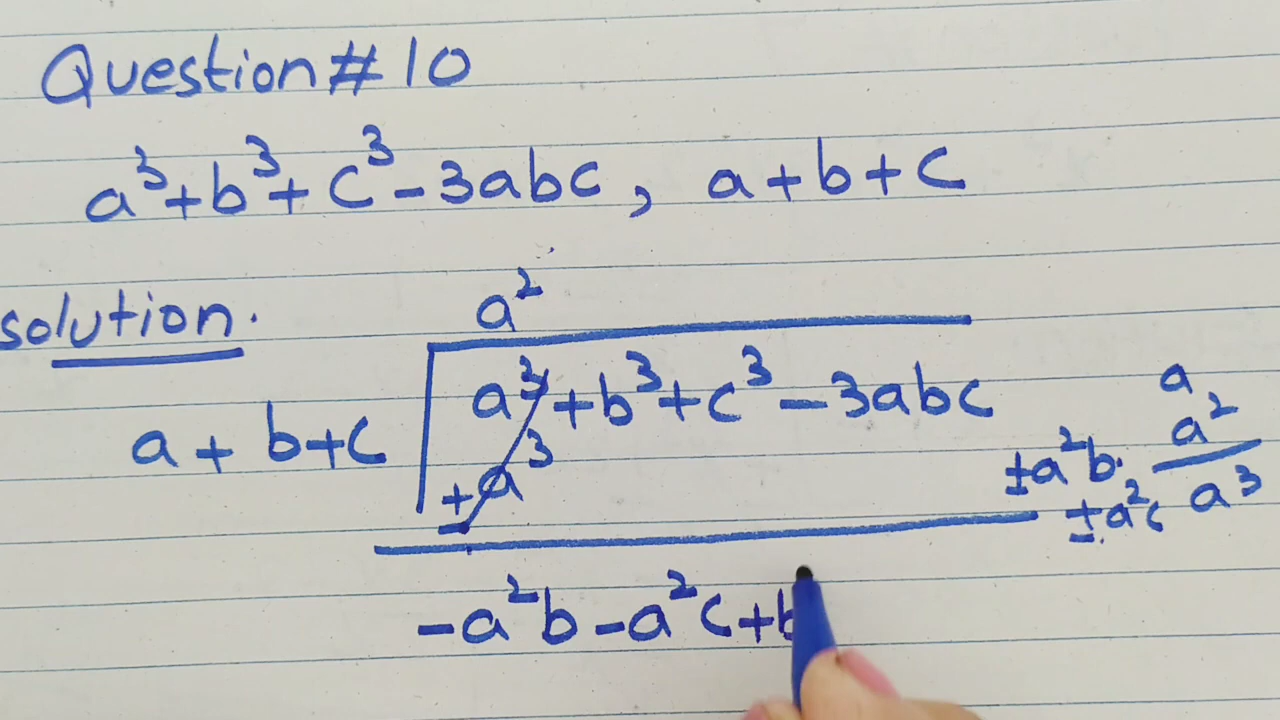 Question # 10
a³+b³+c³-3abc, a+b+c
solution.
a²
a+b+c a³+b³+c³-3abc
±a³ ±a²b. ±a²c
a
a²
a³
-a²b-a²c+b